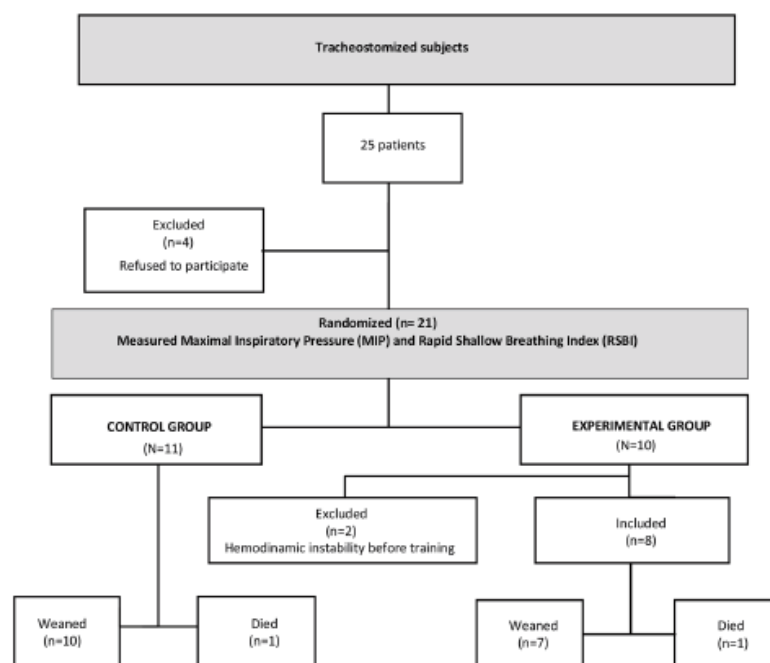 Tracheostomized subjects
25 patients
Excluded
(n=4)
Refused to participate
Randomized (n= 21)
Measured Maximal Inspiratory Pressure (MIP) and Rapid Shallow Breathing Index (RSBI)
CONTROL GROUP
(N=11)
EXPERIMENTAL GROUP
(N=10)
Excluded
(n=2)
Hemodinamic instability before training
Included
(n=8)
Weaned
(n=10)
Died
(n=1)
Weaned
(n=7)
Died
(n=1)